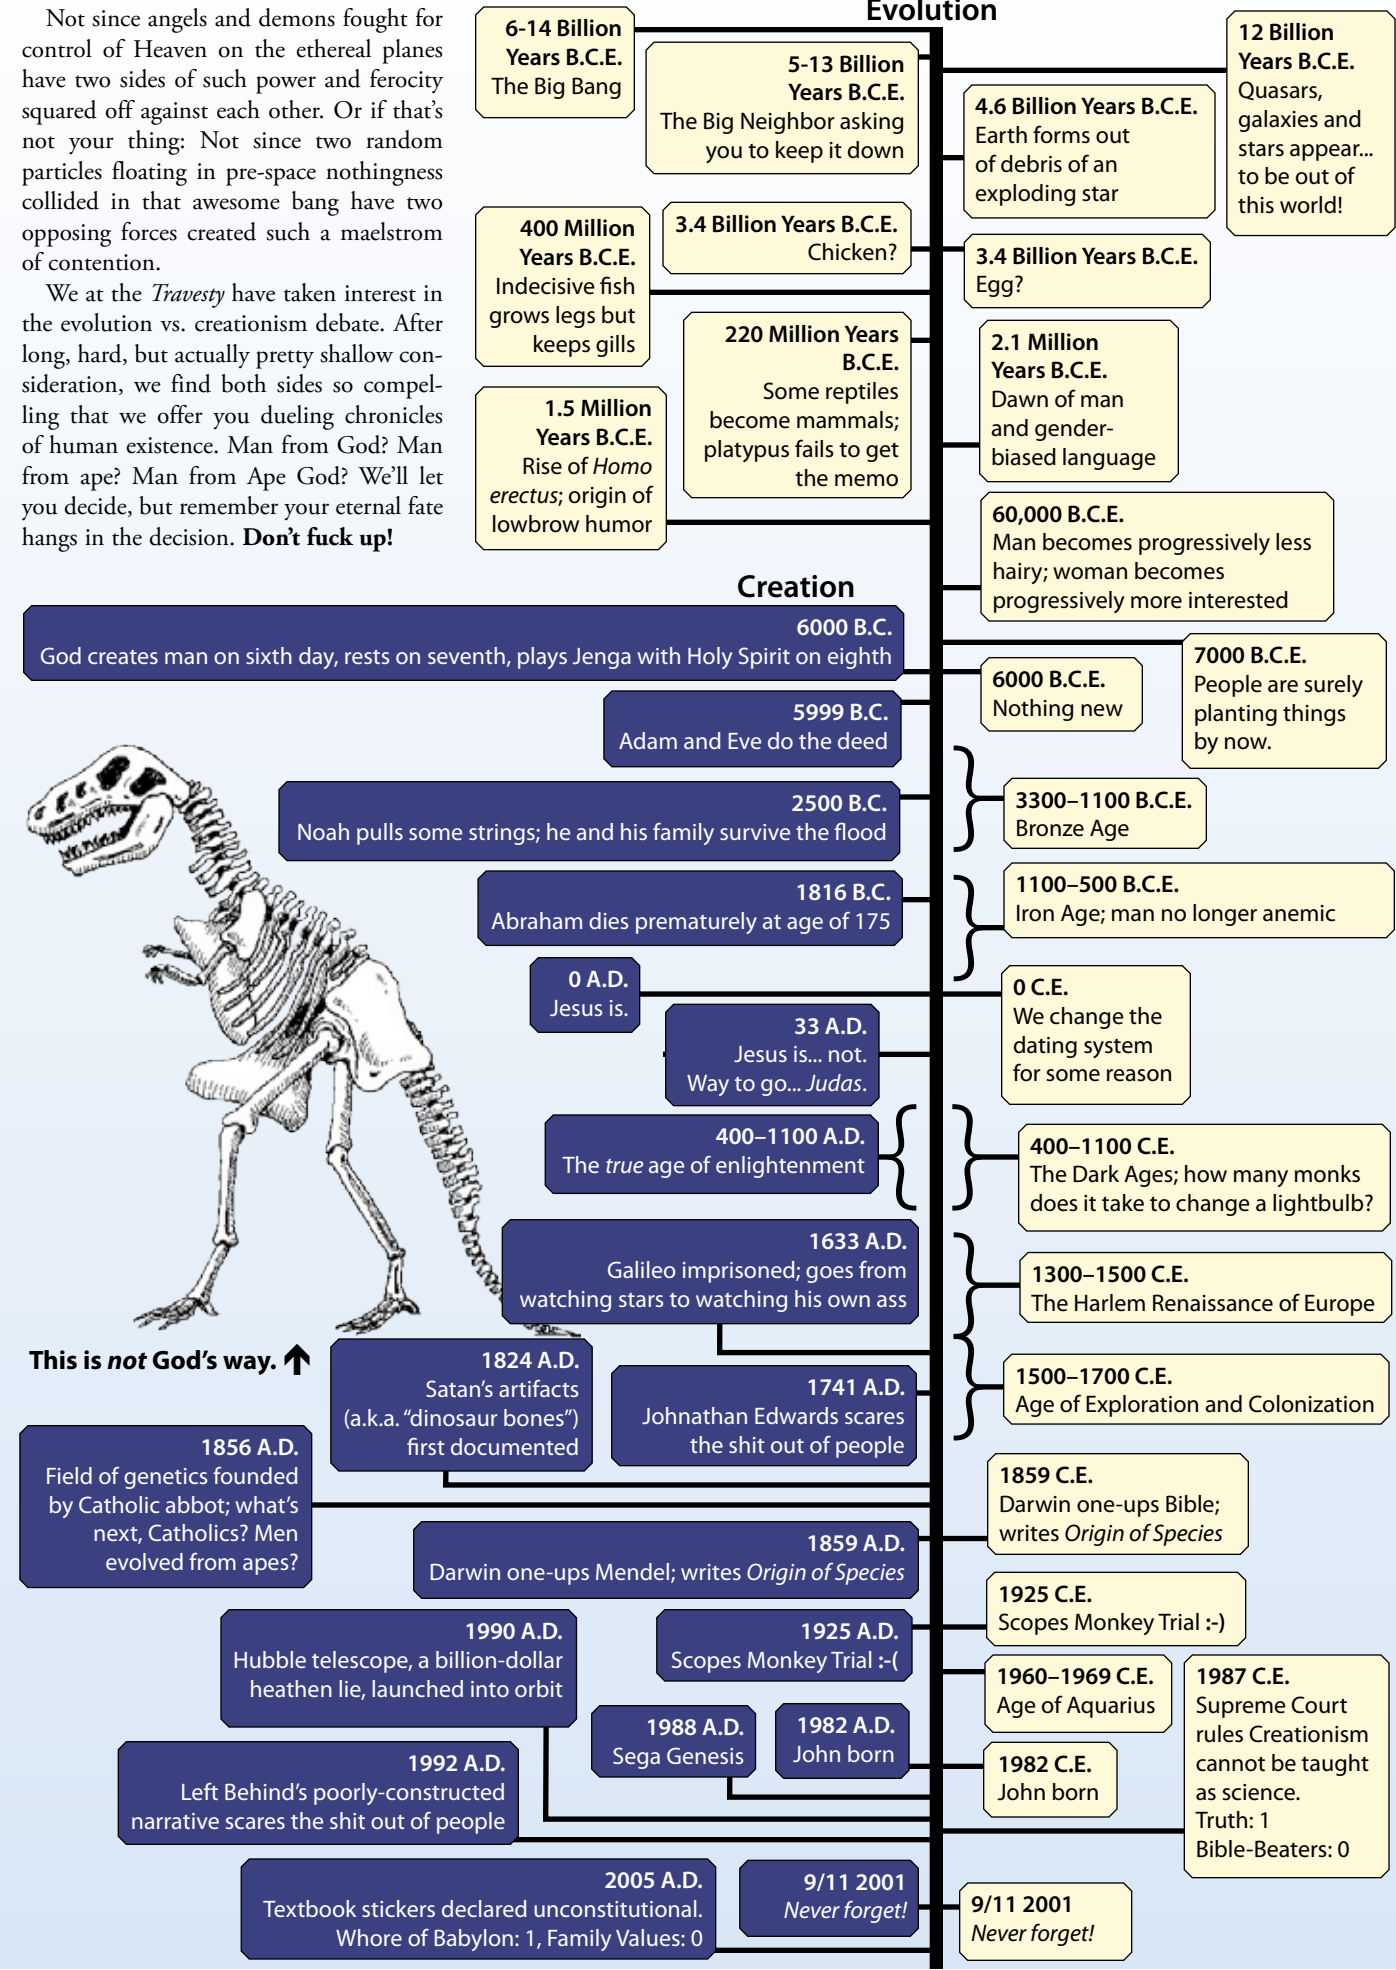 Not since angels and demons fought for
control of Heaven on the ethereal planes
have two sides of such power and ferocity
squared off against each other. Or if that's
not your thing: Not since two random
particles floating in pre-space nothingness
collided in that awesome bang have two
opposing forces created such a maelstrom
of contention.
We at the Travesty have taken interest in
the evolution vs. creationism debate. After
long, hard, but actually pretty shallow con-
sideration, we find both sides so compel-
ling that we offer you dueling chronicles
of human existence. Man from God? Man
from ape? Man from Ape God? We'll let
you decide, but remember your eternal fate
hangs in the decision. Don't fuck up!
Evolution
6-14 Billion
Years B.C.E.
The Big Bang
5-13 Billion
Years B.C.E.
The Big Neighbor asking
you to keep it down
12 Billion
Years B.C.E.
Quasars,
galaxies and
stars appear...
to be out of
this world!
4.6 Billion Years B.C.E.
Earth forms out
of debris of an
exploding star
3.4 Billion Years B.C.E.
Chicken?
3.4 Billion Years B.C.E.
Egg?
400 Million
Years B.C.E.
Indecisive fish
grows legs but
keeps gills
220 Million Years
B.C.E.
Some reptiles
become mammals;
platypus fails to get
the memo
2.1 Million
Years B.C.E.
Dawn of man
and gender-
biased language
1.5 Million
Years B.C.E.
Rise of Homo
erectus; origin of
lowbrow humor
60,000 B.C.E.
Man becomes progressively less
hairy; woman becomes
progressively more interested
Creation
6000 B.C.
God creates man on sixth day, rests on seventh, plays Jenga with Holy Spirit on eighth
7000 B.C.E.
People are surely
planting things
by now.
6000 B.C.E.
Nothing new
5999 B.C.
Adam and Eve do the deed
2500 B.C.
Noah pulls some strings; he and his family survive the flood
3300–1100 B.C.E.
Bronze Age
1816 B.C.
Abraham dies prematurely at age of 175
1100–500 B.C.E.
Iron Age; man no longer anemic
0 A.D.
Jesus is.
0 C.E.
We change the
dating system
for some reason
33 A.D.
Jesus is... not.
Way to go... Judas.
400–1100 A.D.
The true age of enlightenment
400–1100 C.E.
The Dark Ages; how many monks
does it take to change a lightbulb?
1633 A.D.
Galileo imprisoned; goes from
watching stars to watching his own ass
1300–1500 C.E.
The Harlem Renaissance of Europe
This is not God's way.
1824 A.D.
Satan's artifacts
(a.k.a. "dinosaur bones")
first documented
1741 A.D.
Johnathan Edwards scares
the shit out of people
1500–1700 C.E.
Age of Exploration and Colonization
1856 A.D.
Field of genetics founded
by Catholic abbot; what's
next, Catholics? Men
evolved from apes?
1859 A.D.
Darwin one-ups Mendel; writes Origin of Species
1859 C.E.
Darwin one-ups Bible;
writes Origin of Species
1925 A.D.
Scopes Monkey Trial :-(
1925 C.E.
Scopes Monkey Trial :-)
1990 A.D.
Hubble telescope, a billion-dollar
heathen lie, launched into orbit
1960–1969 C.E.
Age of Aquarius
1987 C.E.
Supreme Court
rules Creationism
cannot be taught
as science.
Truth: 1
Bible-Beaters: 0
1988 A.D.
Sega Genesis
1982 A.D.
John born
1982 C.E.
John born
1992 A.D.
Left Behind's poorly-constructed
narrative scares the shit out of people
2005 A.D.
Textbook stickers declared unconstitutional.
Whore of Babylon: 1, Family Values: 0
9/11 2001
Never forget!
9/11 2001
Never forget!